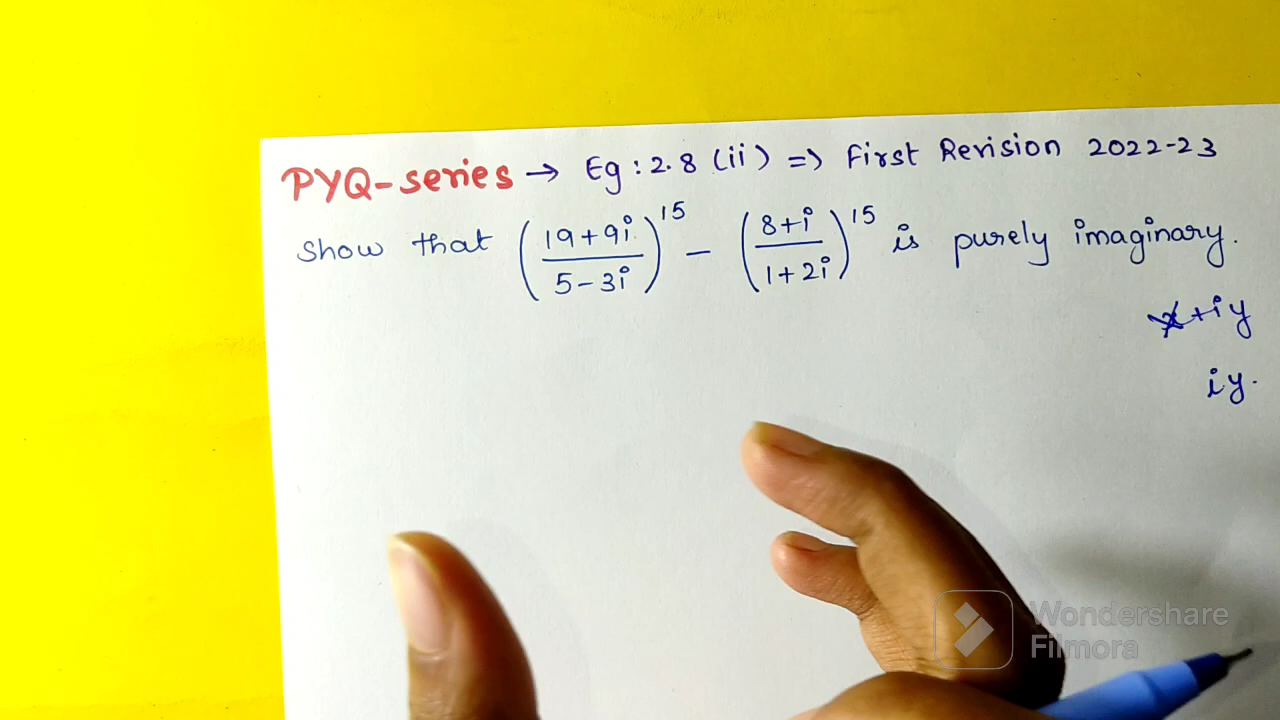 PYQ-series → Eg : 2.8 (ii) => First Revision 2022-23
Show that ((19+9i)/(5-3i))^15 - ((8+i)/(1+2i))^15 is purely imaginary.
x+iy
iy.
Wondershare
Filmora